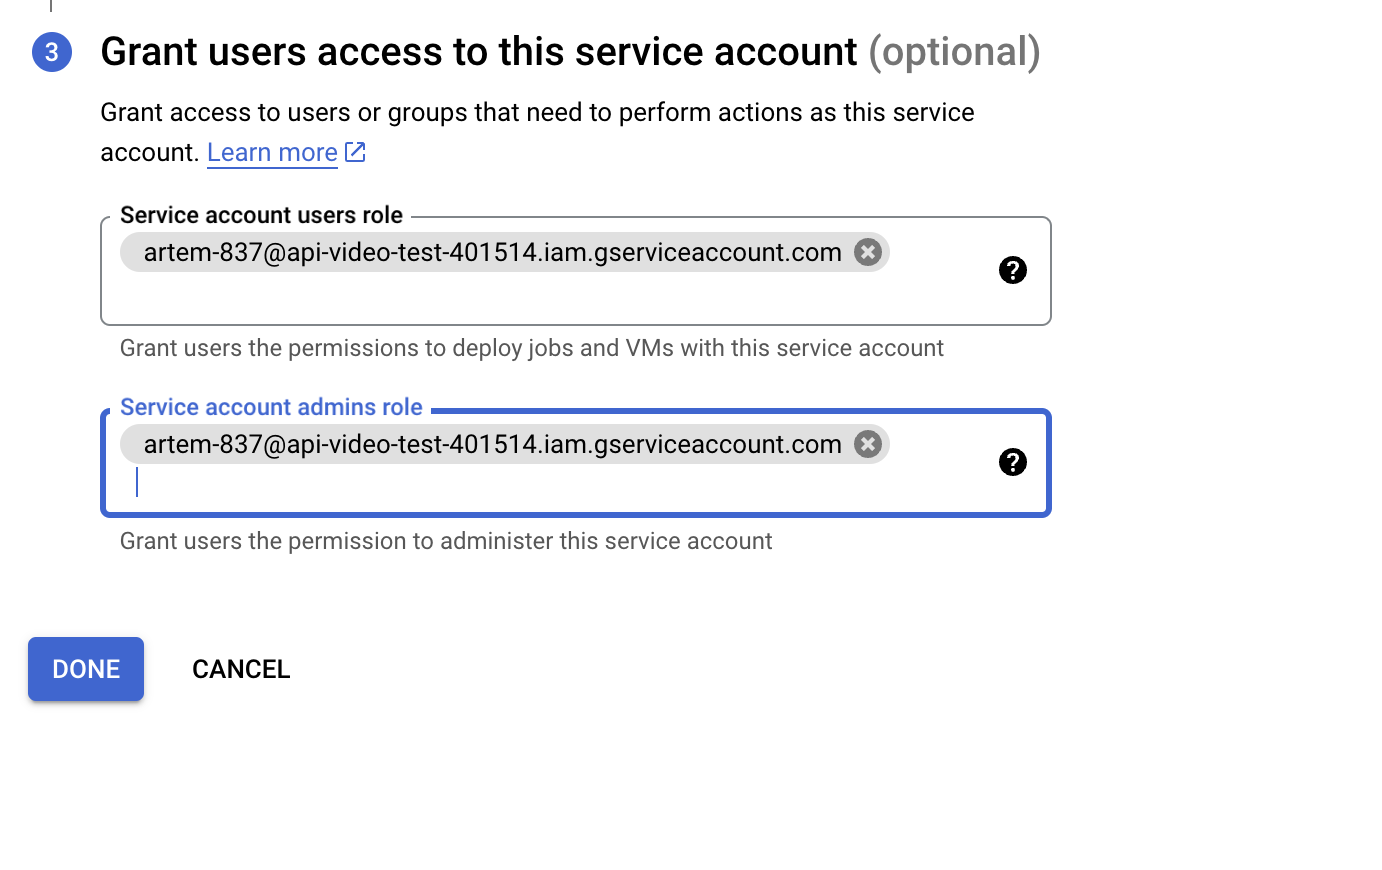 3
Grant users access to this service account (optional)
Grant access to users or groups that need to perform actions as this service
account. Learn more
Service account users role
artem-837@api-video-test-401514.iam.gserviceaccount.com
?
Grant users the permissions to deploy jobs and VMs with this service account
Service account admins role
artem-837@api-video-test-401514.iam.gserviceaccount.com
?
Grant users the permission to administer this service account
DONE CANCEL